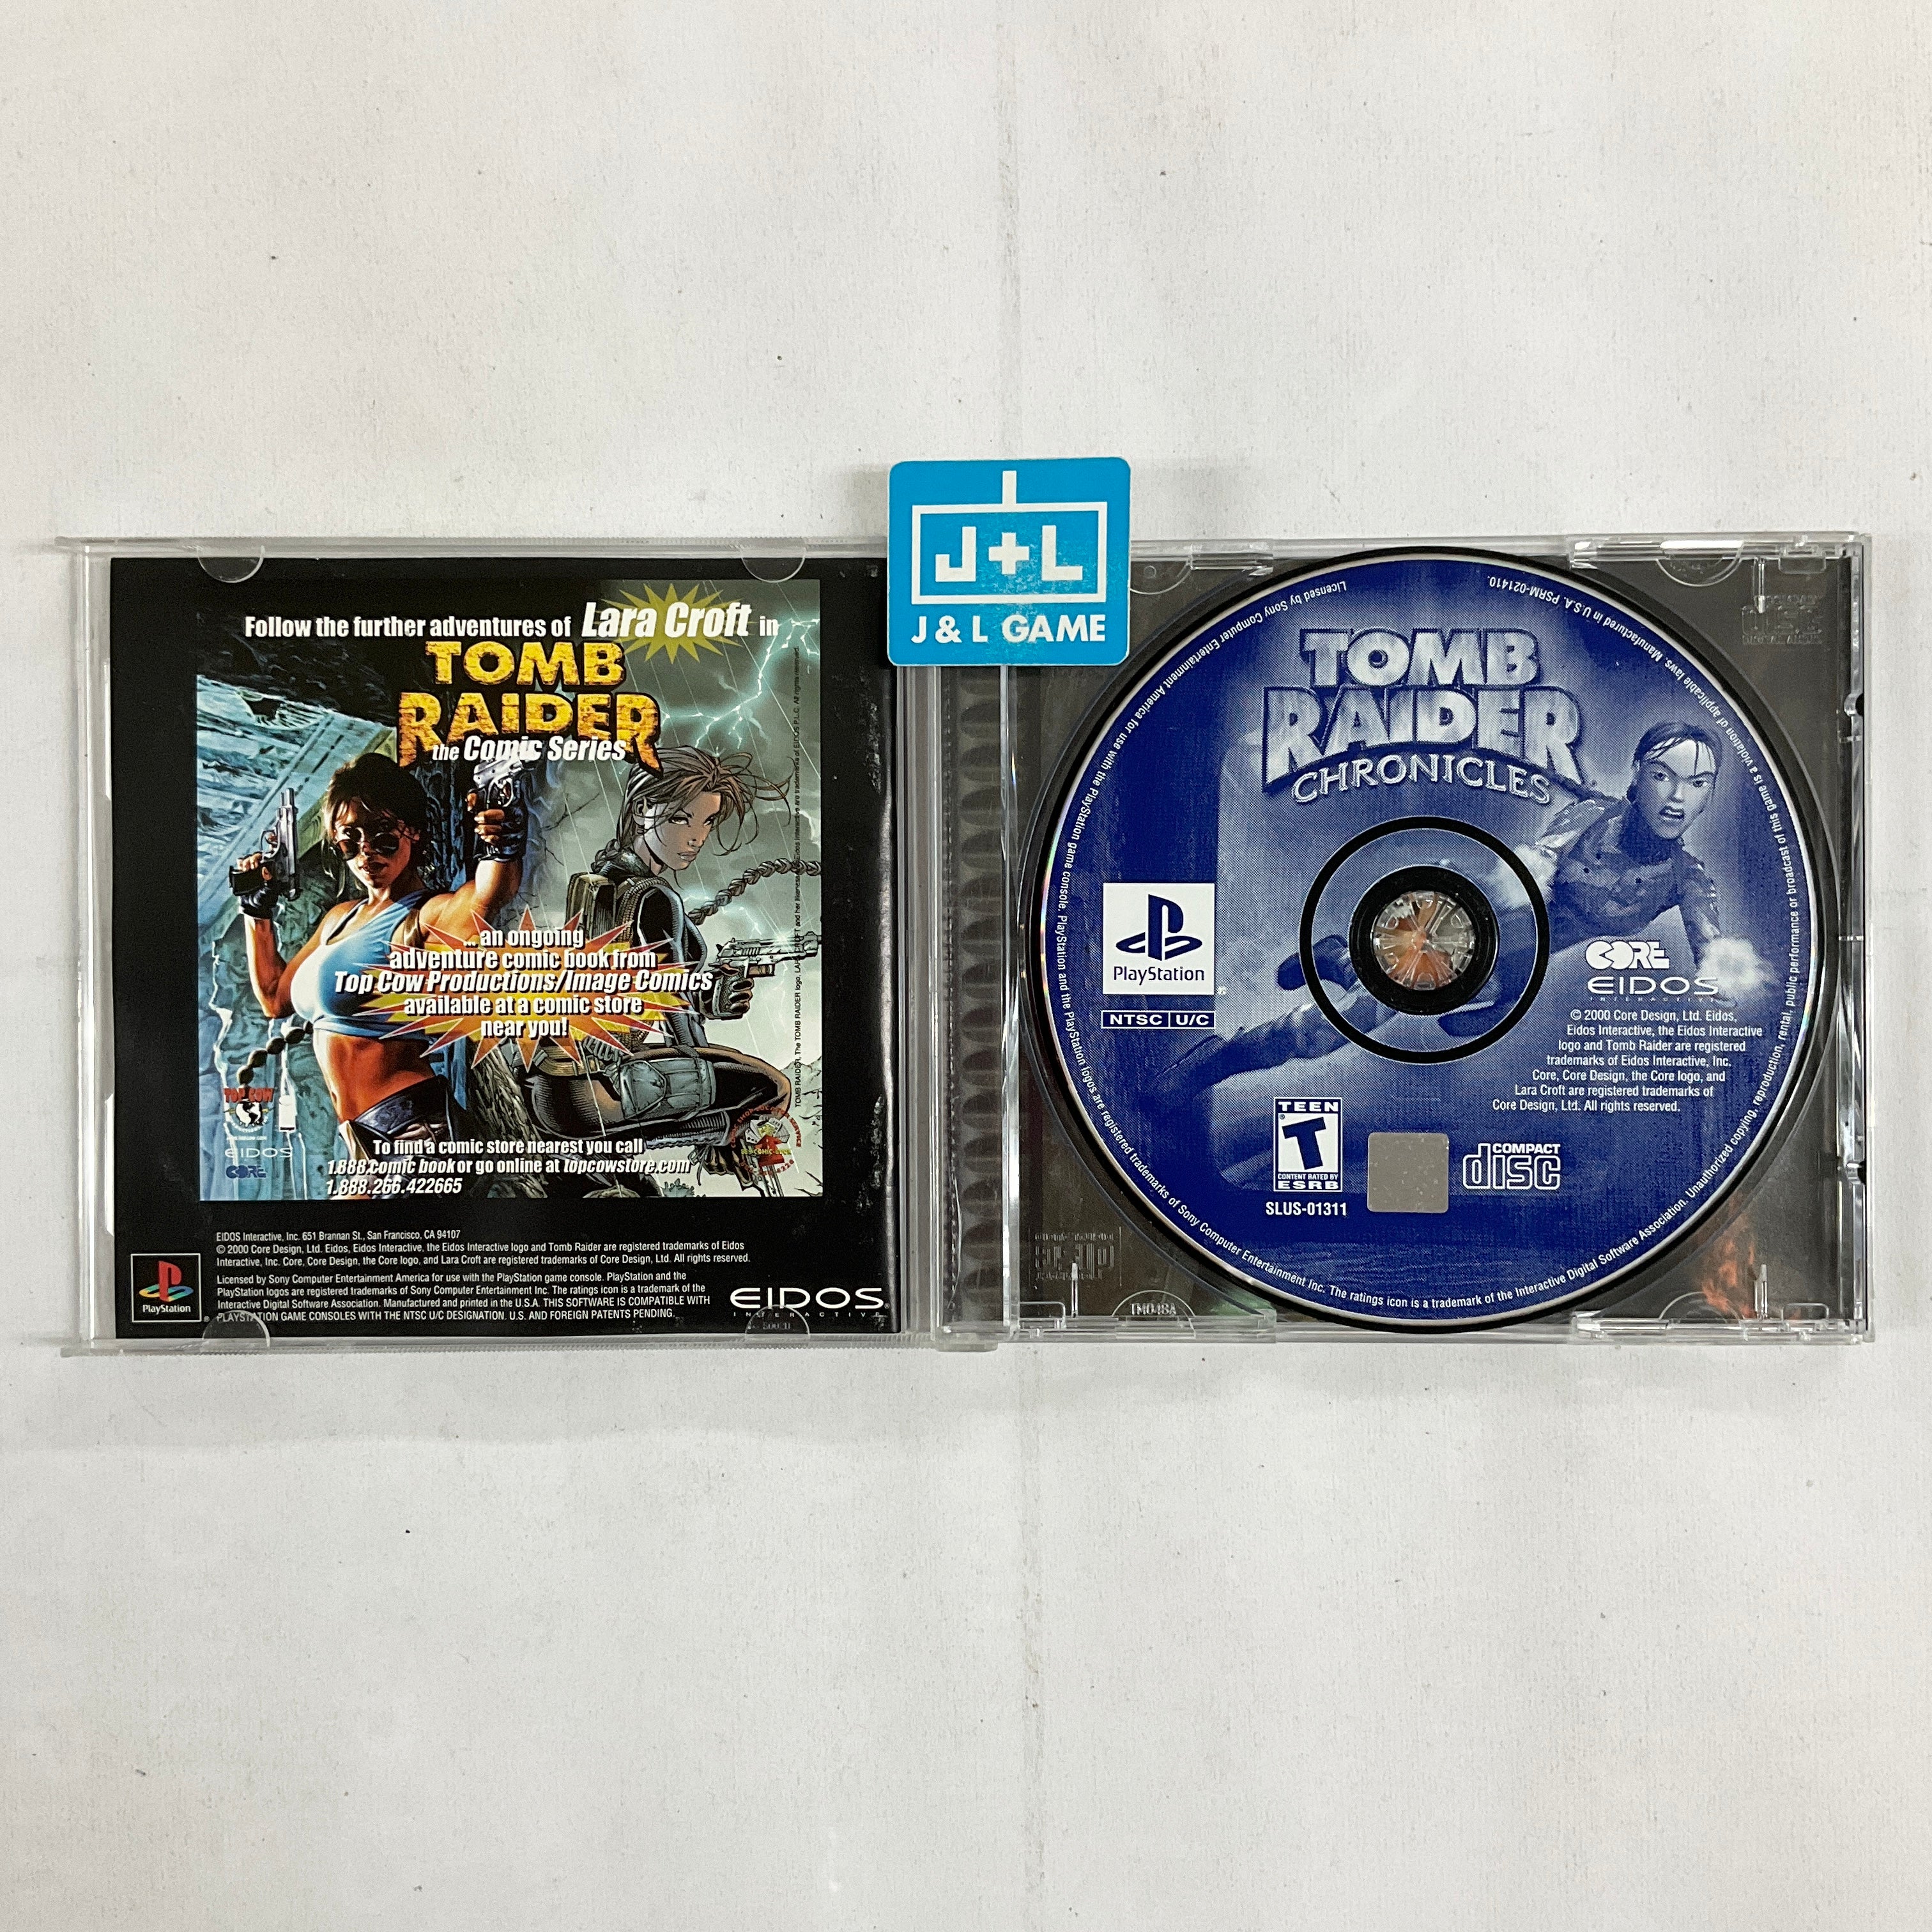 J+L
J & L GAME
Follow the further adventures of Lara Croft in
TOMB
RAIDER
the Comic Series
... an ongoing
adventure comic book from
Top Cow Productions/Image Comics
available at a comic store
near you!
TOP COW
EIDOS
CORE
To find a comic store nearest you call
1.888.comic book or go online at topcowstore.com
1.888.266.422665
EIDOS Interactive, Inc. 651 Brannan St., San Francisco, CA 94107
© 2000 Core Design, Ltd. Eidos, Eidos Interactive, the Eidos Interactive logo and Tomb Raider are registered trademarks of Eidos
Interactive, Inc. Core, Core Design, the Core logo, and Lara Croft are registered trademarks of Core Design, Ltd. All rights reserved.
Licensed by Sony Computer Entertainment America for use with the PlayStation game console. PlayStation and the
PlayStation logos are registered trademarks of Sony Computer Entertainment Inc. The ratings icon is a trademark of the
Interactive Digital Software Association. Manufactured and printed in the U.S.A. THIS SOFTWARE IS COMPATIBLE WITH
PLAYSTATION GAME CONSOLES WITH THE NTSC U/C DESIGNATION. U.S. AND FOREIGN PATENTS PENDING.
PlayStation
®
EIDOS
INTERACTIVE
Licensed by Sony Computer Entertainment America for use with the PlayStation game console. PlayStation and the PlayStation logos are registered trademarks of Sony Computer Entertainment Inc. The ratings icon is a trademark of the Interactive Digital Software Association. Unauthorized copying, reproduction, rental, public performance or broadcast of this game is a violation of applicable laws. Manufactured in U.S.A. PSRM-021410.
TOMB
RAIDER
CHRONICLES
PlayStation
®
NTSC U/C
CORE
EIDOS
INTERACTIVE
© 2000 Core Design, Ltd. Eidos,
Eidos Interactive, the Eidos Interactive
logo and Tomb Raider are registered
trademarks of Eidos Interactive, Inc.
Core, Core Design, the Core logo, and
Lara Croft are registered trademarks of
Core Design, Ltd. All rights reserved.
TEEN
T
CONTENT RATED BY
ESRB
SLUS-01311
COMPACT
disc